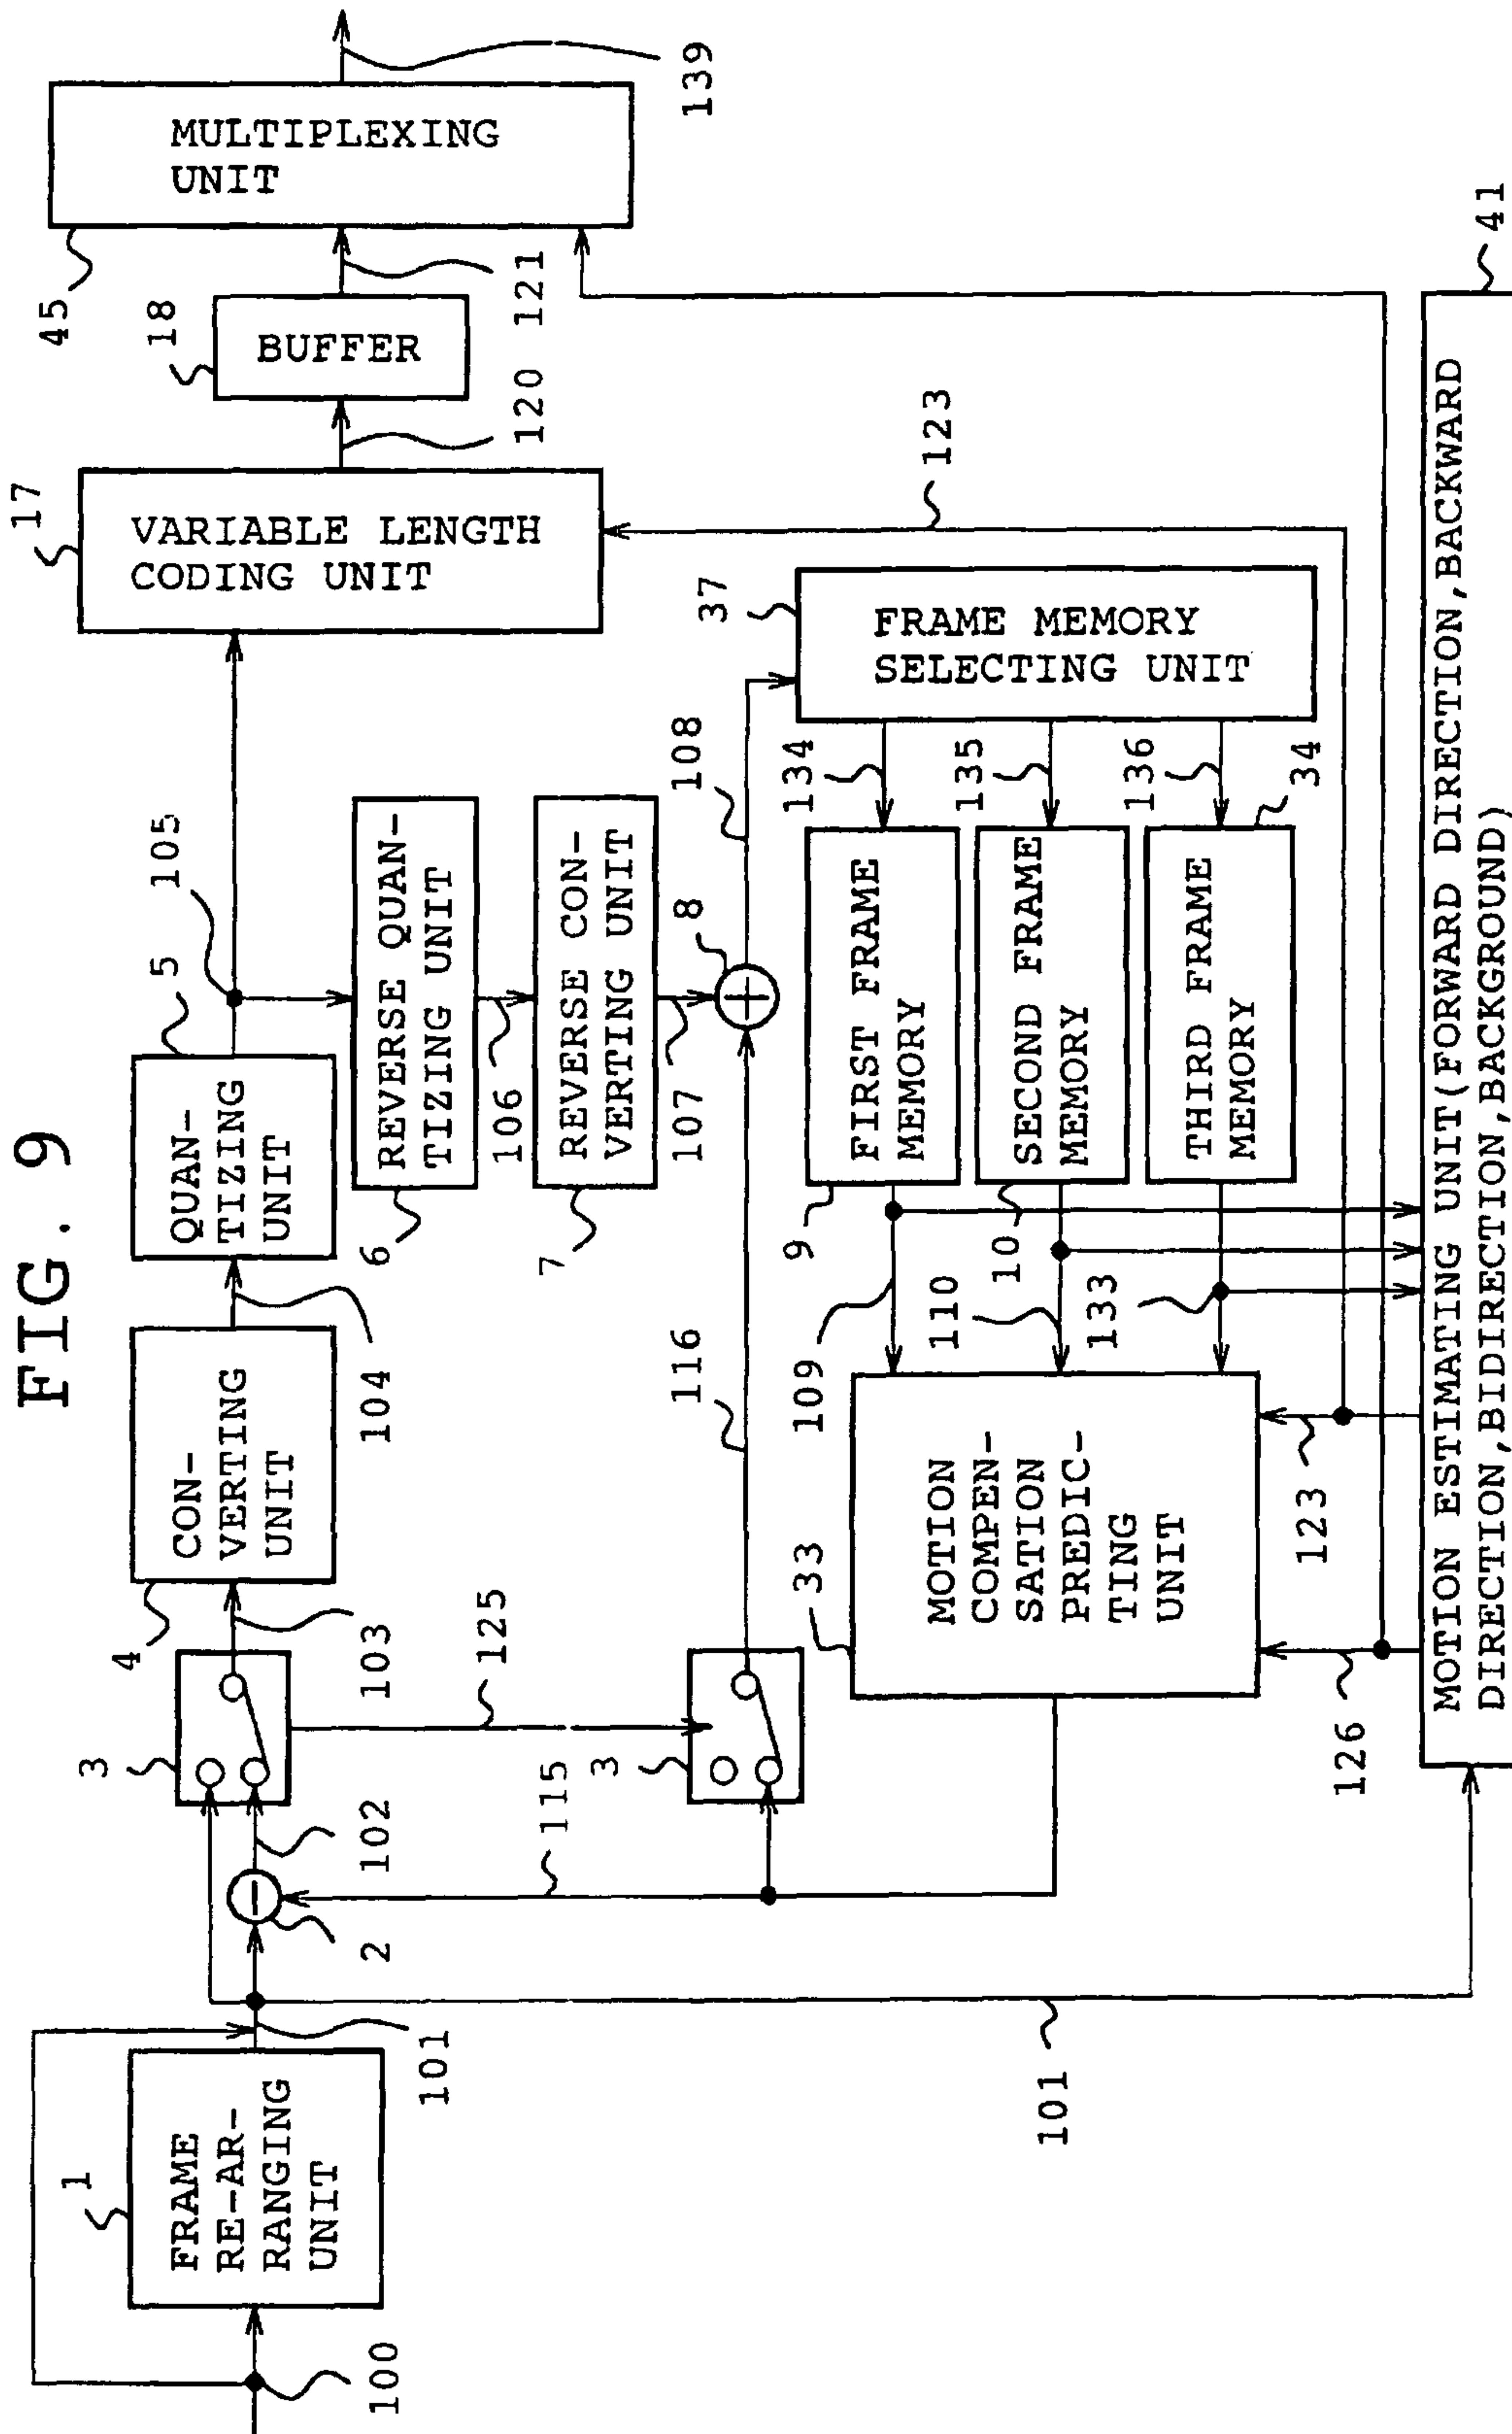 FIG. 9
1
FRAME
RE-AR-
RANGING
UNIT
100
101
101
2
102
3
103
4
CON-
VERTING
UNIT
104
5
QUAN-
TIZING
UNIT
105
17
VARIABLE LENGTH
CODING UNIT
120
18
BUFFER
121
45
MULTIPLEXING
UNIT
139
6
REVERSE QUAN-
TIZING UNIT
106
7
REVERSE CON-
VERTING UNIT
107
8
108
125
115
3
116
37
FRAME MEMORY
SELECTING UNIT
123
134
135
136
34
9
FIRST FRAME
MEMORY
10
SECOND FRAME
MEMORY
THIRD FRAME
MEMORY
109
110
133
33
MOTION
COMPEN-
SATION
PREDIC-
TING
UNIT
126
123
41
MOTION ESTIMATING UNIT(FORWARD DIRECTION,BACKWARD
DIRECTION,BIDIRECTION,BACKGROUND)